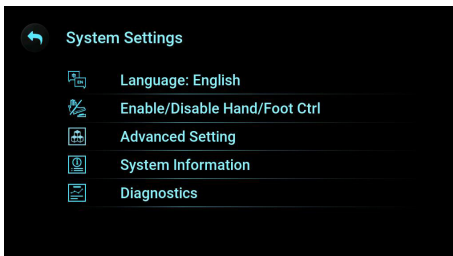 System Settings
Language: English
Enable/Disable Hand/Foot Ctrl
Advanced Setting
System Information
Diagnostics